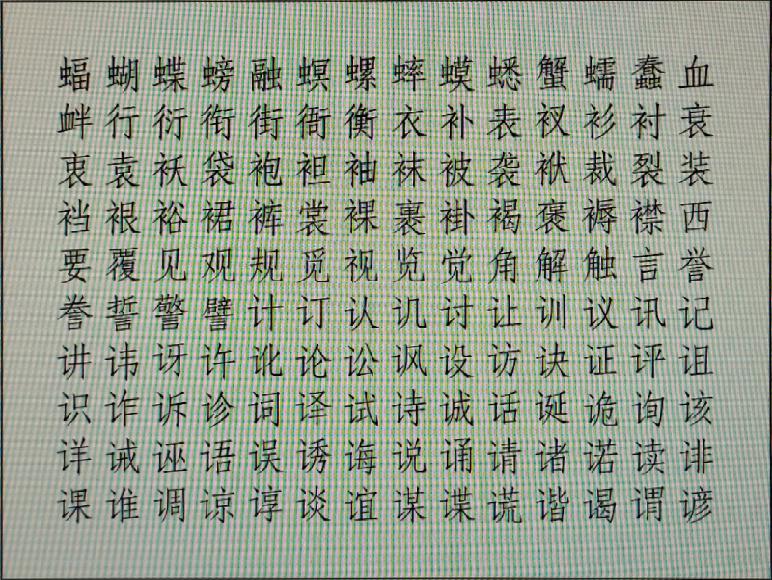 蝠蝴蝶螃融螟螺蟀蟆蟋蟹蠕蠢血
衅行衍衔街衙衡衣补表衩衫衬衰
衷袁袄袋袍袒袖袜被袭袱裁裂装
裆裉裕裙裤裳裸裹褂褐褒褥襟西
要覆见观规觅视览觉角解触言誉
誊誓警譬计订认讥讨让训议讯记
讲讳讶许讹论讼讽设访诀证评诅
识诈诉诊词译试诗诚话诞诡询该
详诫诬语误诱诲说诵请诸诺读诽
课谁调谅谆谈谊谋谍谎谐谒谓谚